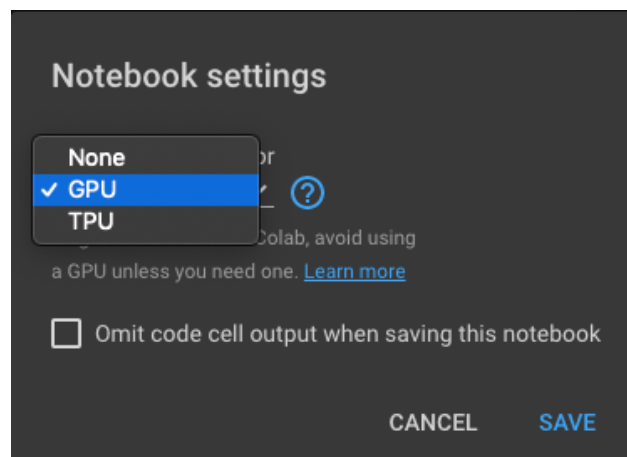 Notebook settings
None
or
GPU
TPU
Colab, avoid using
a GPU unless you need one. Learn more
Omit code cell output when saving this notebook
CANCEL SAVE